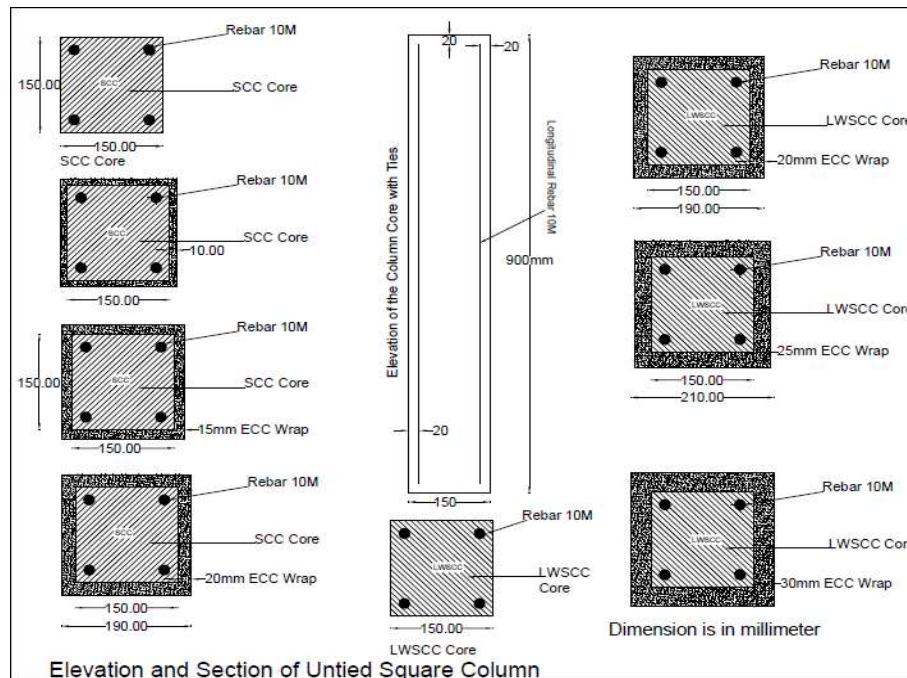 Rebar 10M
SCC
SCC Core
150.00
150.00
SCC Core
Rebar 10M
SCC
SCC Core
10.00
150.00
Rebar 10M
150.00
SCC
SCC Core
15mm ECC Wrap
150.00
Rebar 10M
SCC
SCC Core
20mm ECC Wrap
150.00
190.00
20
20
Elevation of the Column Core with Ties
Longitudinal Rebar 10M
900mm
20
150
Rebar 10M
LWSCC
LWSCC
Core
150.00
LWSCC Core
Rebar 10M
LWSCC
LWSCC Core
20mm ECC Wrap
150.00
190.00
Rebar 10M
LWSCC
LWSCC Core
25mm ECC Wrap
150.00
210.00
Rebar 10M
LWSCC
LWSCC Cor
30mm ECC Wrap
Dimension is in millimeter
Elevation and Section of Untied Square Column